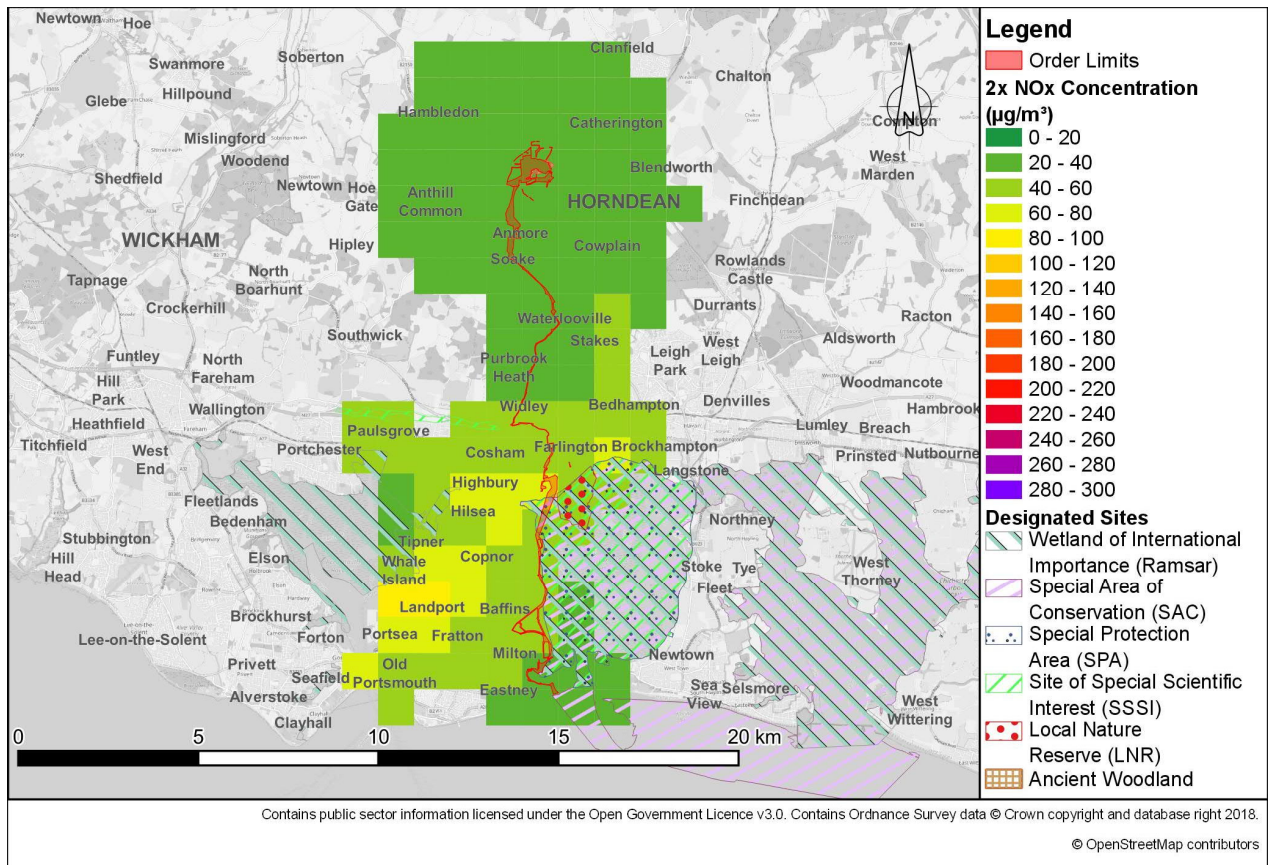 Newtown
Hoe
Swanmore
Soberton
Clanfield
Chalton
Glebe
Hillpound
Hambledon
Catherington
Compton
Mislingford
Woodend
West
Marden
Shedfield
Newtown
Hoe
Gate
Anthill
Common
Blendworth
HORNDEAN
Finchdean
WICKHAM
Hipley
Anmore
Cowplain
Soake
Rowlands
Castle
Tapnage
North
Boarhunt
Crockerhill
Durrants
Racton
Southwick
Waterlooville
Stakes
West
Leigh
Aldsworth
Funtley
North
Fareham
Purbrook
Heath
Leigh
Park
Hill
Park
Woodmancote
Wallington
Widley
Bedhampton
Denvilles
Hambrook
Heathfield
Paulsgrove
Lumley
Breach
Titchfield
West
End
Portchester
Cosham
Farlington
Brockhampton
Prinsted
Nutbourne
Langstone
Highbury
Fleetlands
Hilsea
Bedenham
Northney
Stubbington
Tipner
Elson
Whale
Island
Copnor
Stoke
Tye
West
Thorney
Hill
Head
Fleet
Landport
Baffins
Brockhurst
Lee-on-the-Solent
Forton
Portsea
Fratton
Milton
Newtown
Privett
Seafield
Old
Portsmouth
Eastney
Sea
View
Selsmore
Alverstoke
Clayhall
West
Wittering
0 5 10 15 20 km
N
Legend
Order Limits
2x NOx Concentration
(µg/m³)
0 - 20
20 - 40
40 - 60
60 - 80
80 - 100
100 - 120
120 - 140
140 - 160
160 - 180
180 - 200
200 - 220
220 - 240
240 - 260
260 - 280
280 - 300
Designated Sites
Wetland of International
Importance (Ramsar)
Special Area of
Conservation (SAC)
Special Protection
Area (SPA)
Site of Special Scientific
Interest (SSSI)
Local Nature
Reserve (LNR)
Ancient Woodland
Contains public sector information licensed under the Open Government Licence v3.0. Contains Ordnance Survey data © Crown copyright and database right 2018.
© OpenStreetMap contributors